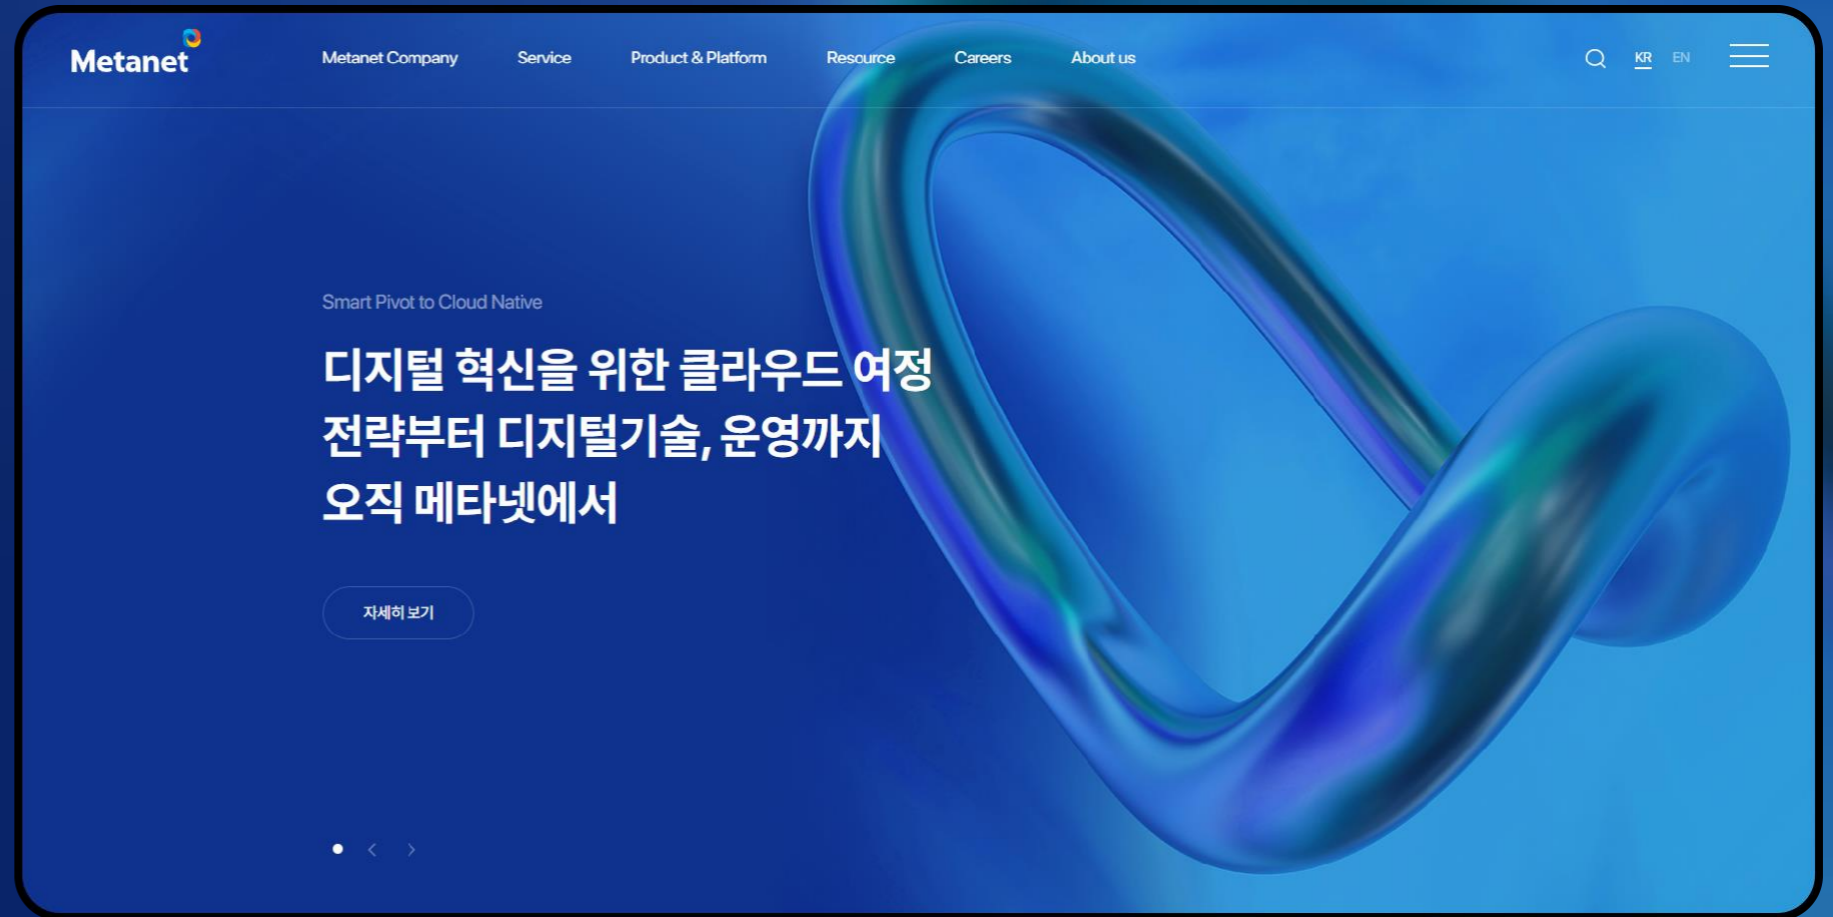 Metanet
Metanet Company Service Product & Platform Resource Careers About us KR EN
Smart Pivot to Cloud Native
디지털 혁신을 위한 클라우드 여정
전략부터 디지털기술, 운영까지
오직 메타넷에서
자세히 보기